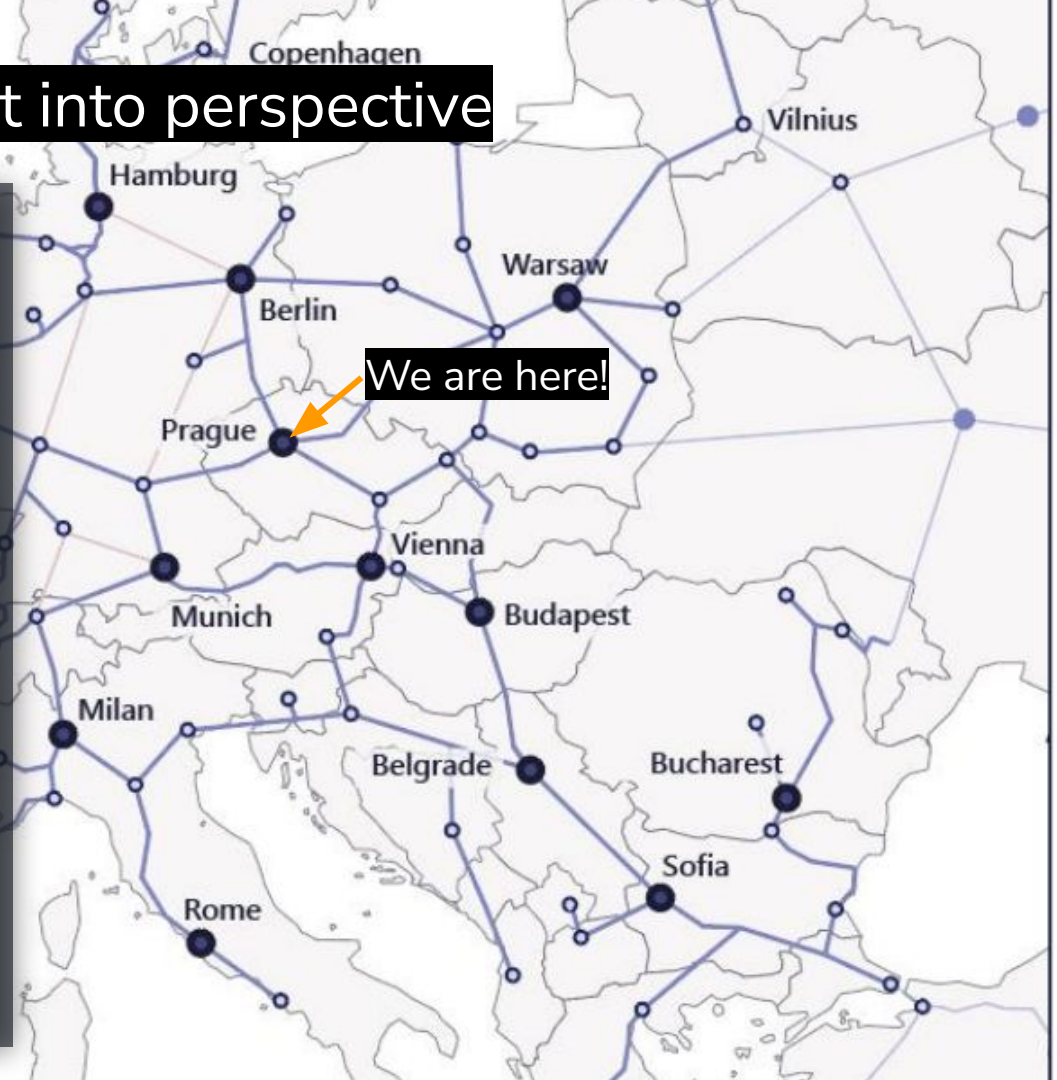 Copenhagen
t into perspective
Vilnius
Hamburg
Warsaw
Berlin
We are here!
Prague
Vienna
Munich
Budapest
Milan
Belgrade
Bucharest
Sofia
Rome